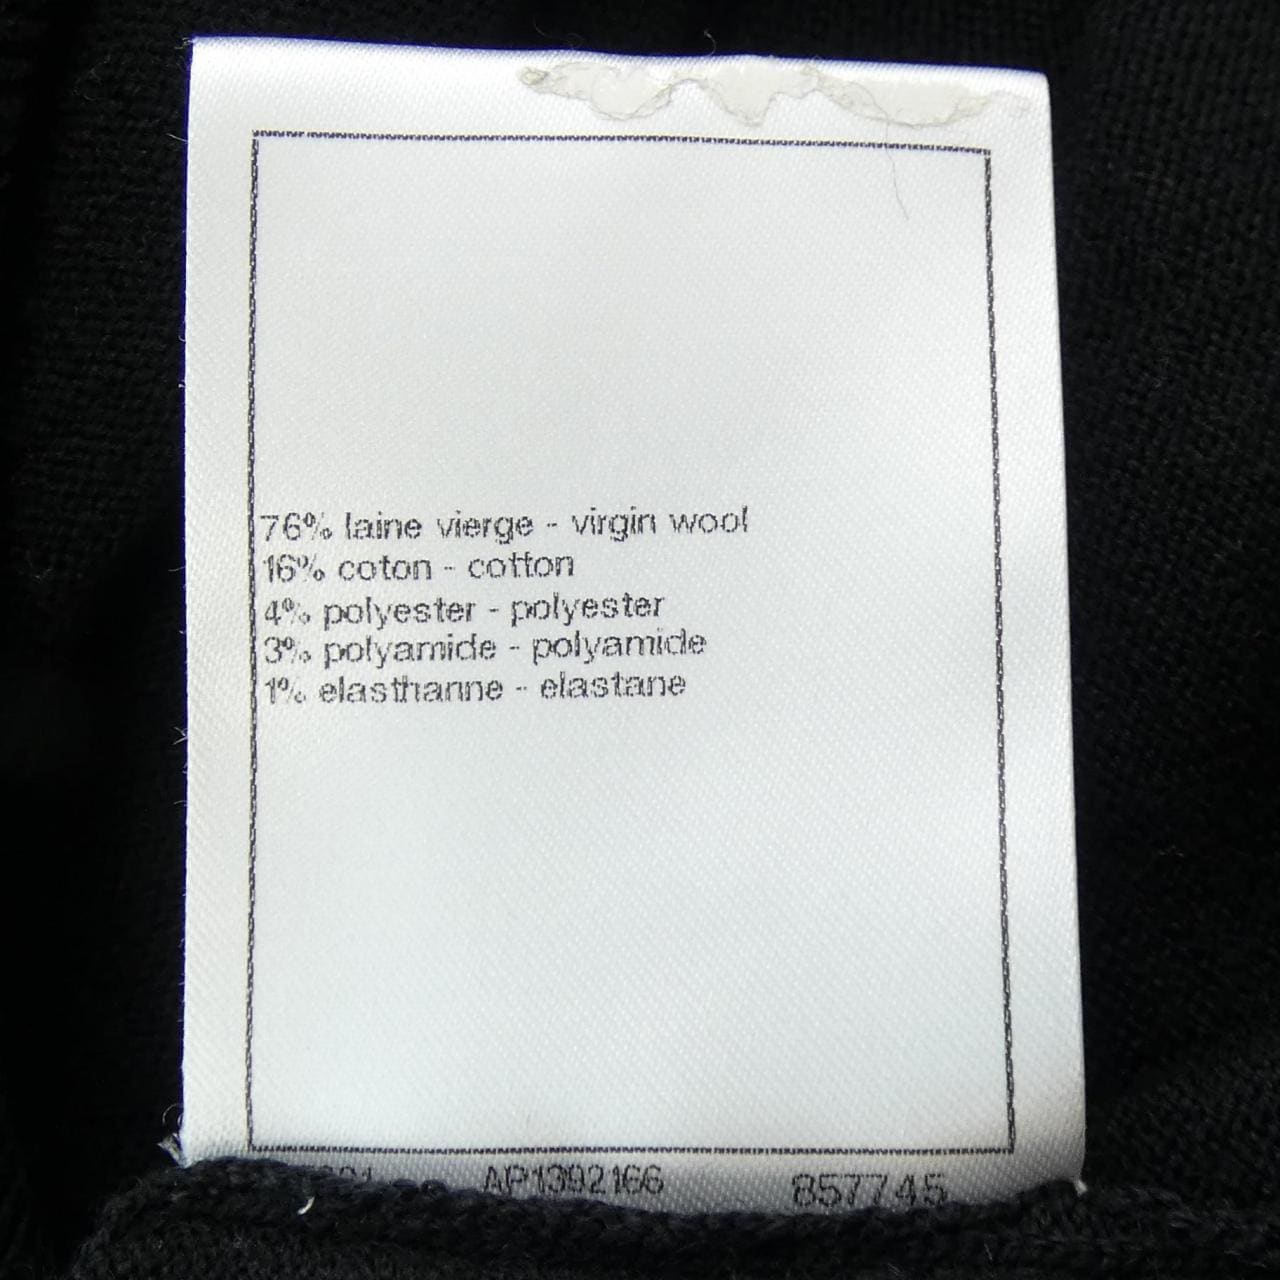 76% laine vierge - virgin wool
16% coton - cotton
4% polyester - polyester
3% polyamide - polyamide
1% elasthanne - elastane
AP1392166 857745